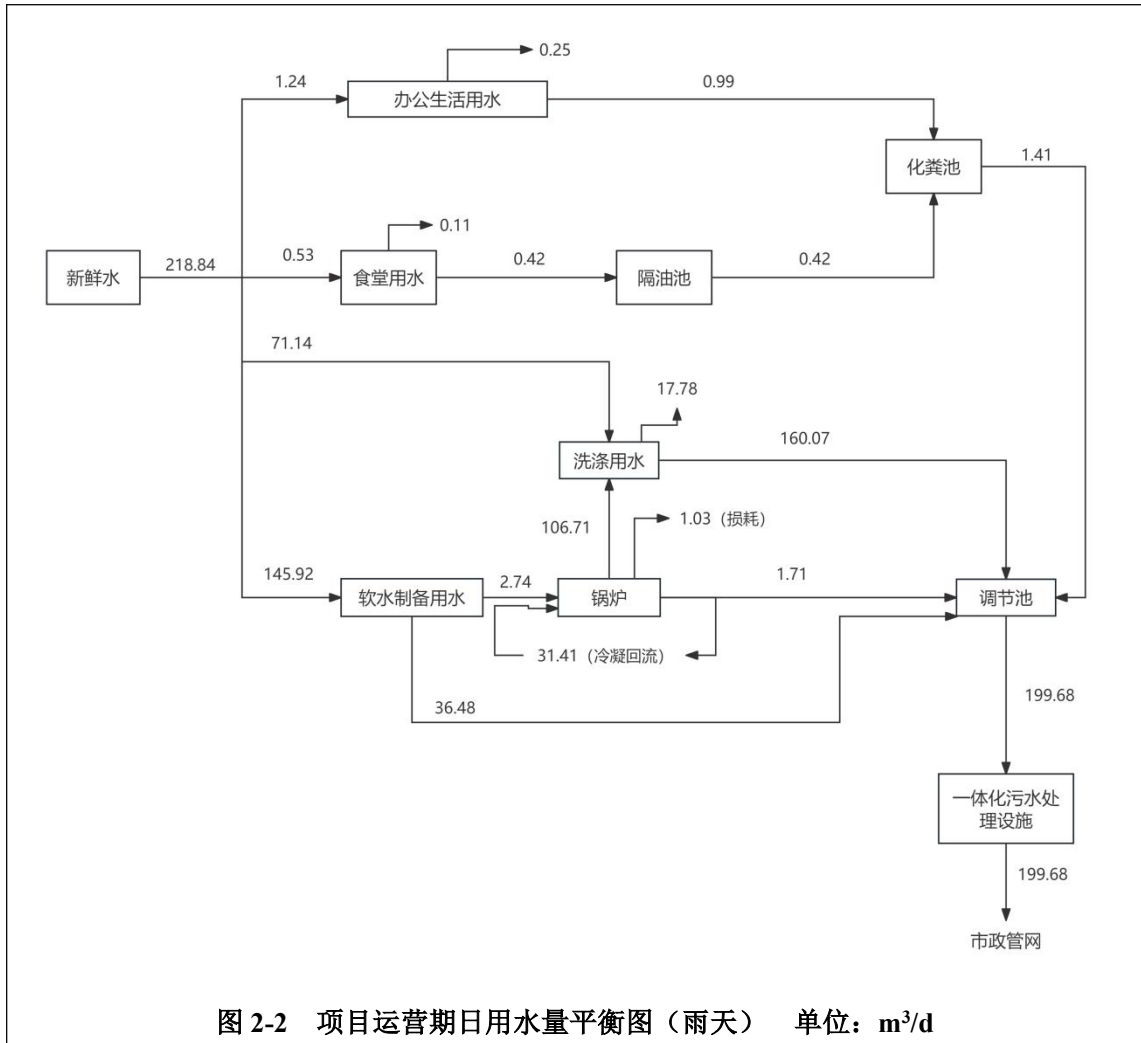 0.25
1.24
办公生活用水
0.99
化粪池
1.41
0.11
新鲜水
218.84
0.53
食堂用水
0.42
隔油池
0.42
71.14
17.78
洗涤用水
160.07
106.71
1.03（损耗）
145.92
软水制备用水
2.74
锅炉
1.71
调节池
31.41（冷凝回流）
36.48
199.68
一体化污水处
理设施
199.68
市政管网
图 2-2 项目运营期日用水量平衡图（雨天） 单位：m³/d